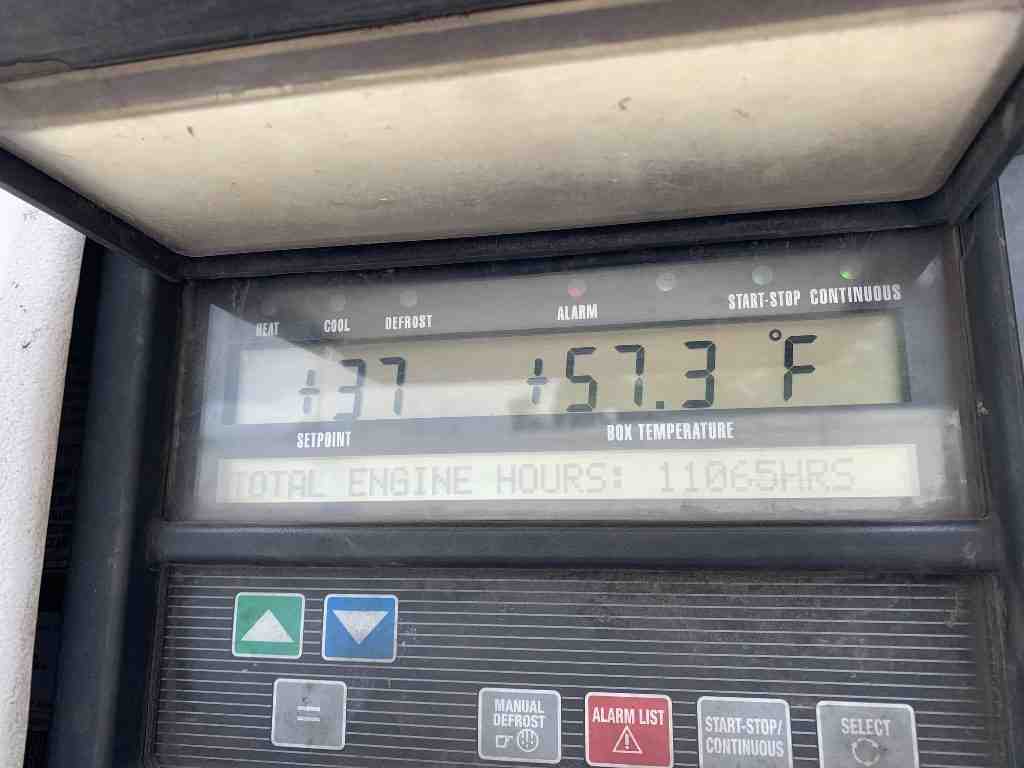 HEAT COOL DEFROST ALARM START-STOP CONTINUOUS
+37 +57.3 °F
SETPOINT BOX TEMPERATURE
TOTAL ENGINE HOURS: 11065HRS
=
MANUAL DEFROST
ALARM LIST
START-STOP/ CONTINUOUS
SELECT